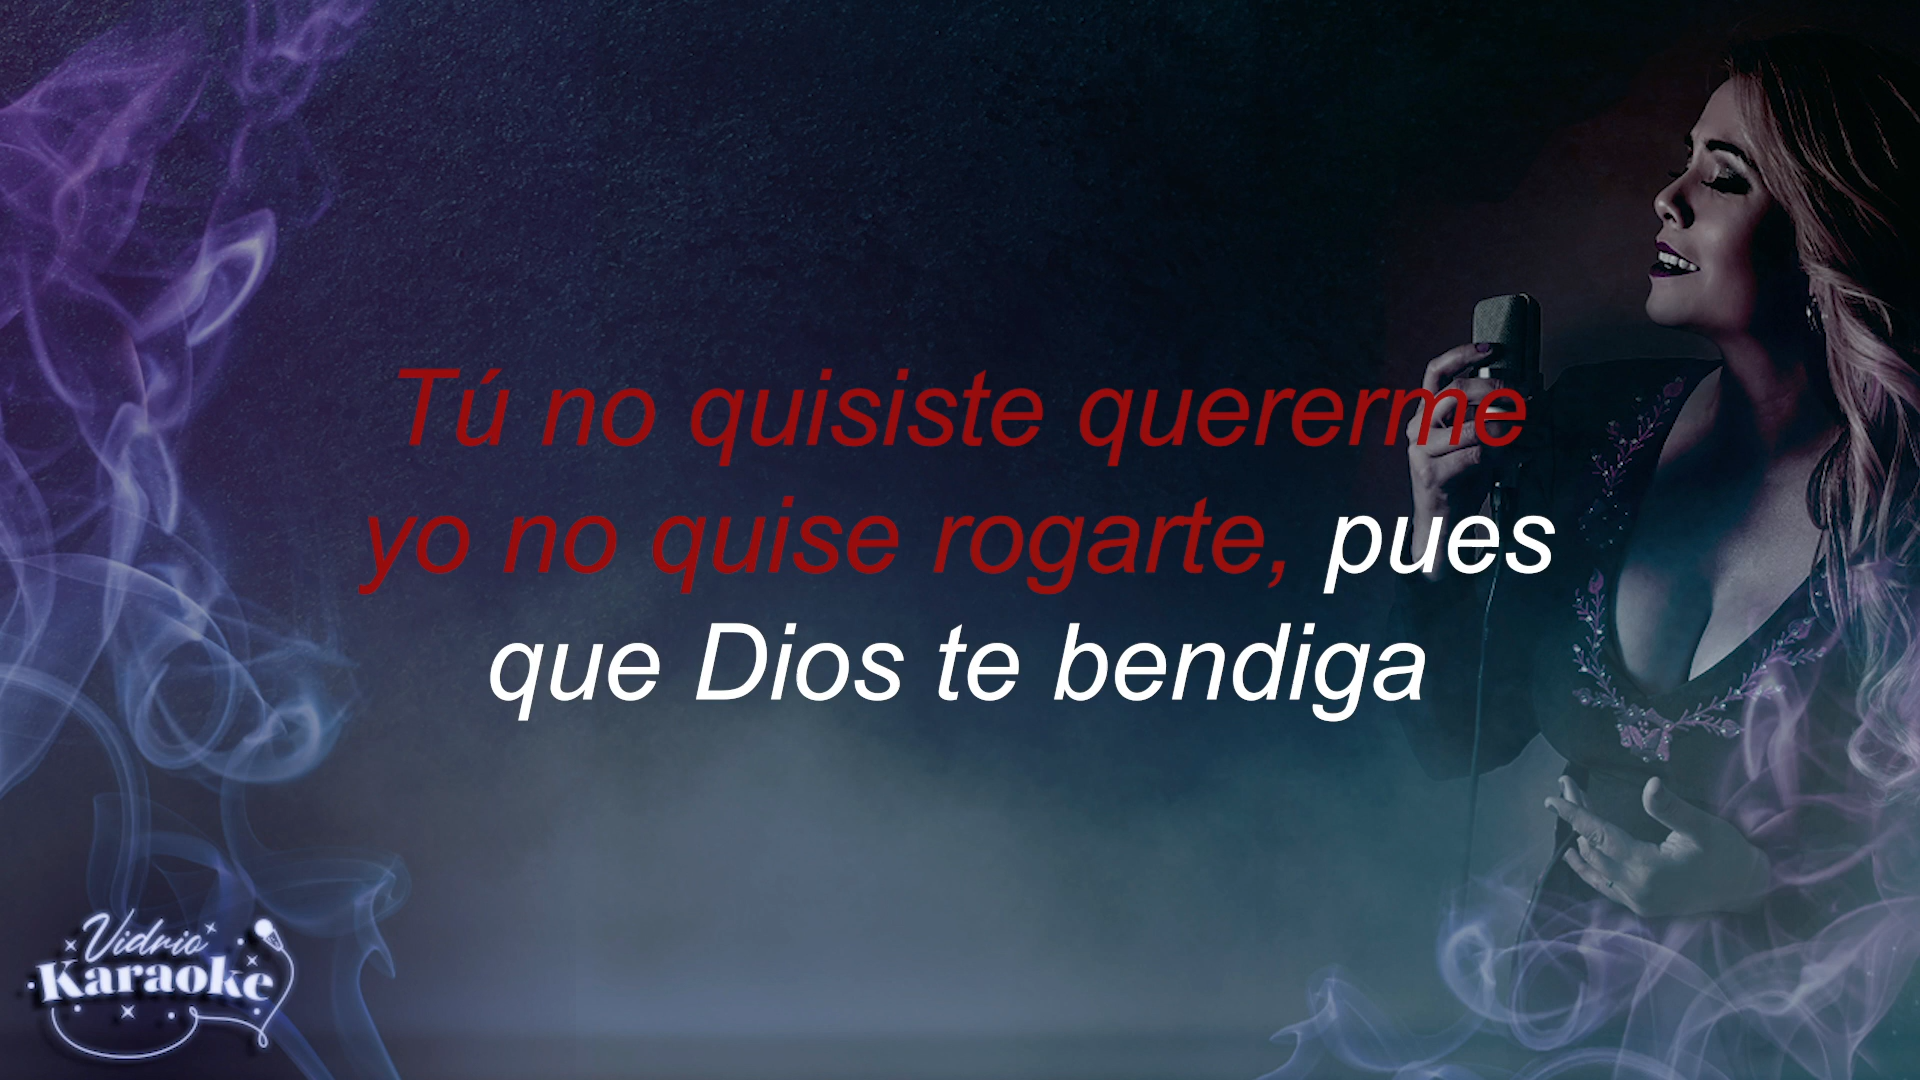 Tú no quisiste quererme
yo no quise rogarte, pues
que Dios te bendiga
Vidrio
Karaoke